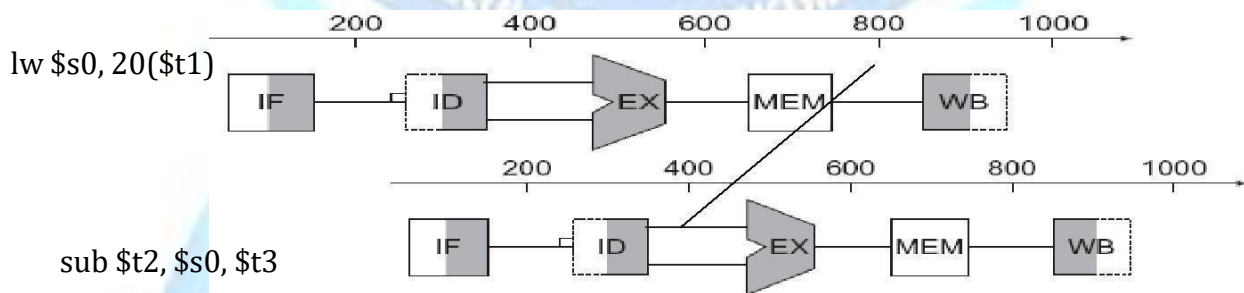 200 400 600 800 1000
lw $s0, 20($t1)
IF ID EX MEM WB
200 400 600 800 1000
IF ID EX MEM WB
sub $t2, $s0, $t3